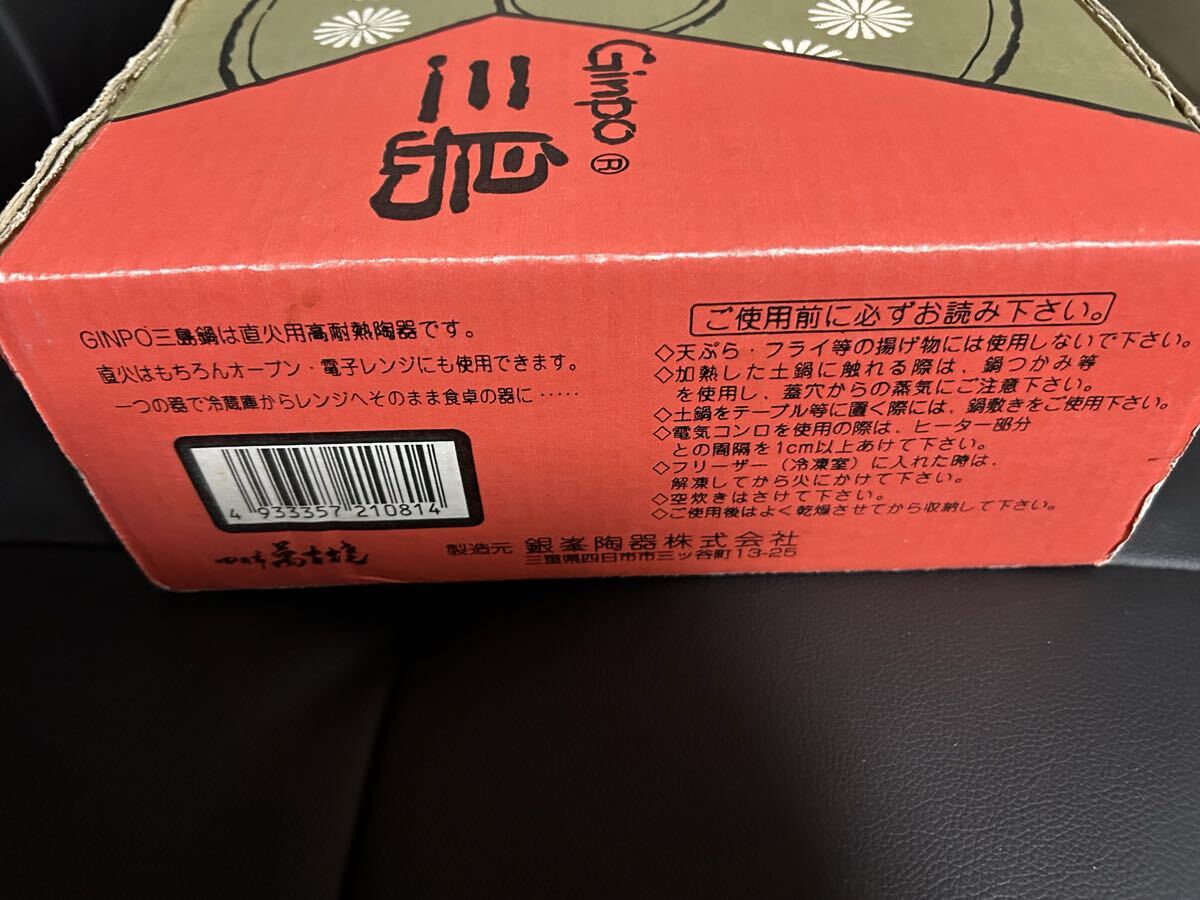 Ginpo®
三島
GINPO三島鍋は直火用高耐熱陶器です。
直火はもちろんオーブン・電子レンジにも使用できます。
一つの器で冷蔵庫からレンジへそのまま食卓の器に‥‥‥
4 933357 210814
四日市萬古焼
製造元 銀峯陶器株式会社
三重県四日市市三ツ谷町13-25
ご使用前に必ずお読み下さい。
◇天ぷら・フライ等の揚げ物には使用しないで下さい。
◇加熱した土鍋に触れる際は、鍋つかみ等
を使用し、蓋穴からの蒸気にご注意下さい。
◇土鍋をテーブル等に置く際には、鍋敷きをご使用下さい。
◇電気コンロを使用の際は、ヒーター部分
との間隔を1cm以上あけて下さい。
◇フリーザー(冷凍室)に入れた時は、
解凍してから火にかけて下さい。
◇空炊きはさけて下さい。
◇ご使用後はよく乾燥させてから収納して下さい。